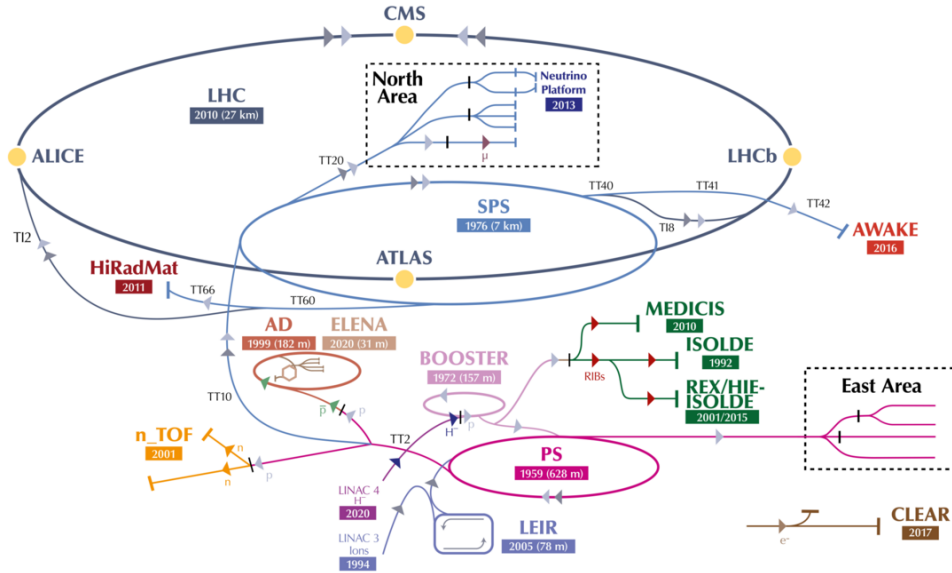 CMS
North
Area
Neutrino
Platform
2013
LHC
2010 (27 km)
ALICE
LHCb
TT20
μ
TT40
TT41
TT42
SPS
1976 (7 km)
TI8
AWAKE
2016
TI2
ATLAS
HiRadMat
2011
TT66
TT60
MEDICIS
2010
AD
1999 (182 m)
ELENA
2020 (31 m)
BOOSTER
1972 (157 m)
ISOLDE
1992
RIBs
REX/HIE-
ISOLDE
2001/2015
East Area
TT10
p̅
p
TT2
H⁻
p
n_TOF
2001
n
n
p
PS
1959 (628 m)
LINAC 4
H⁻
2020
LEIR
2005 (78 m)
LINAC 3
Ions
1994
CLEAR
2017
e⁻